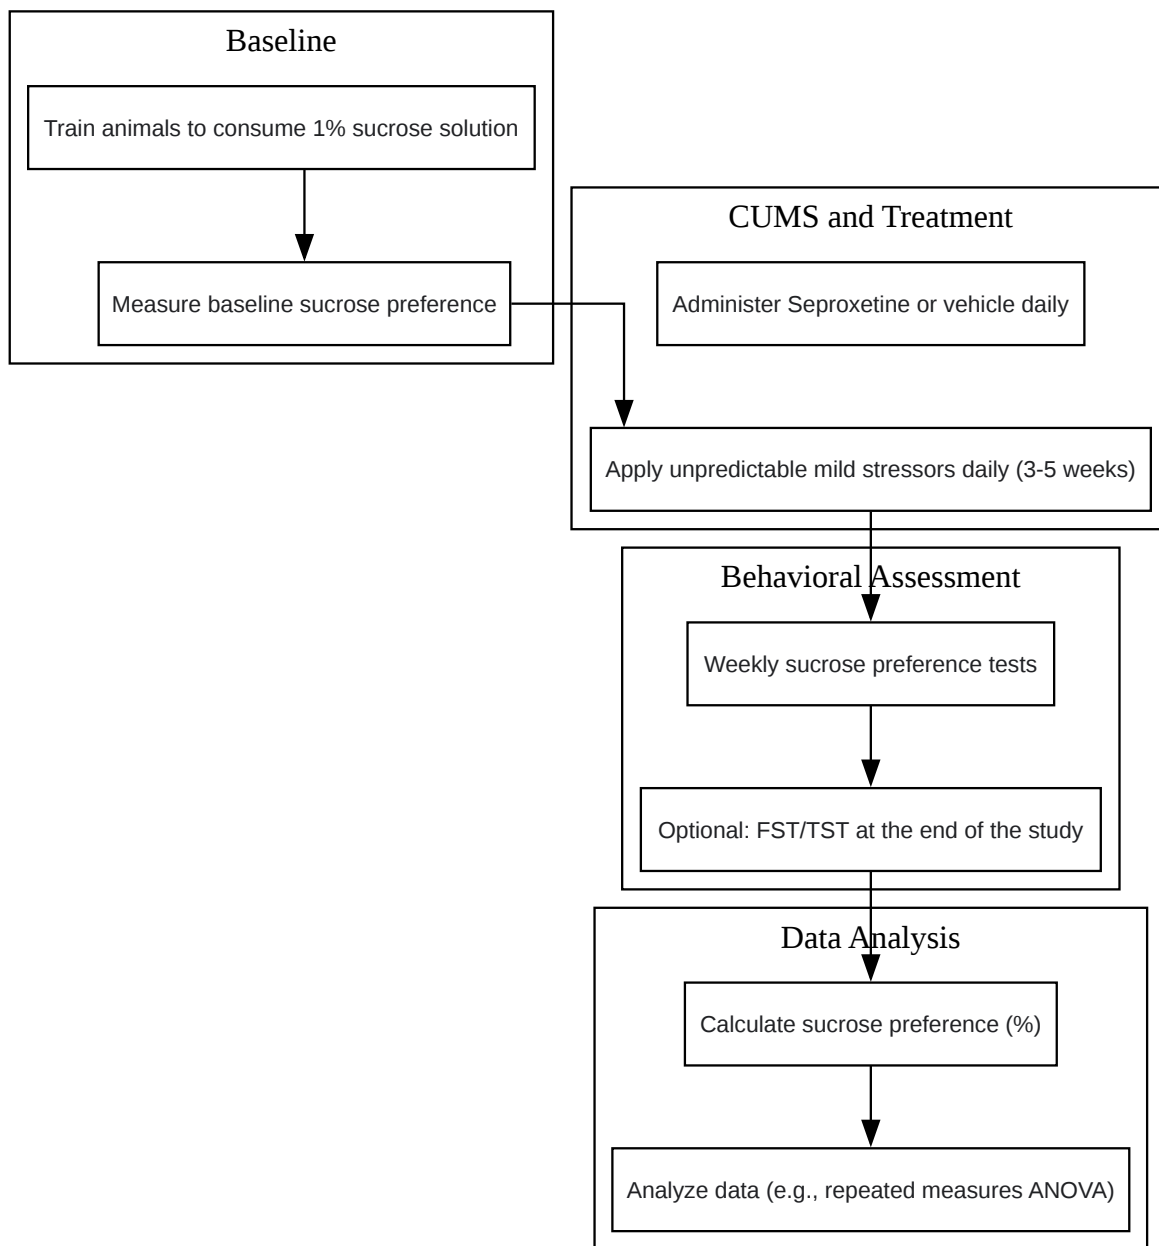 Baseline
Train animals to consume 1% sucrose solution
Measure baseline sucrose preference
CUMS and Treatment
Administer Seproxetine or vehicle daily
Apply unpredictable mild stressors daily (3-5 weeks)
Behavioral Assessment
Weekly sucrose preference tests
Optional: FST/TST at the end of the study
Data Analysis
Calculate sucrose preference (%)
Analyze data (e.g., repeated measures ANOVA)